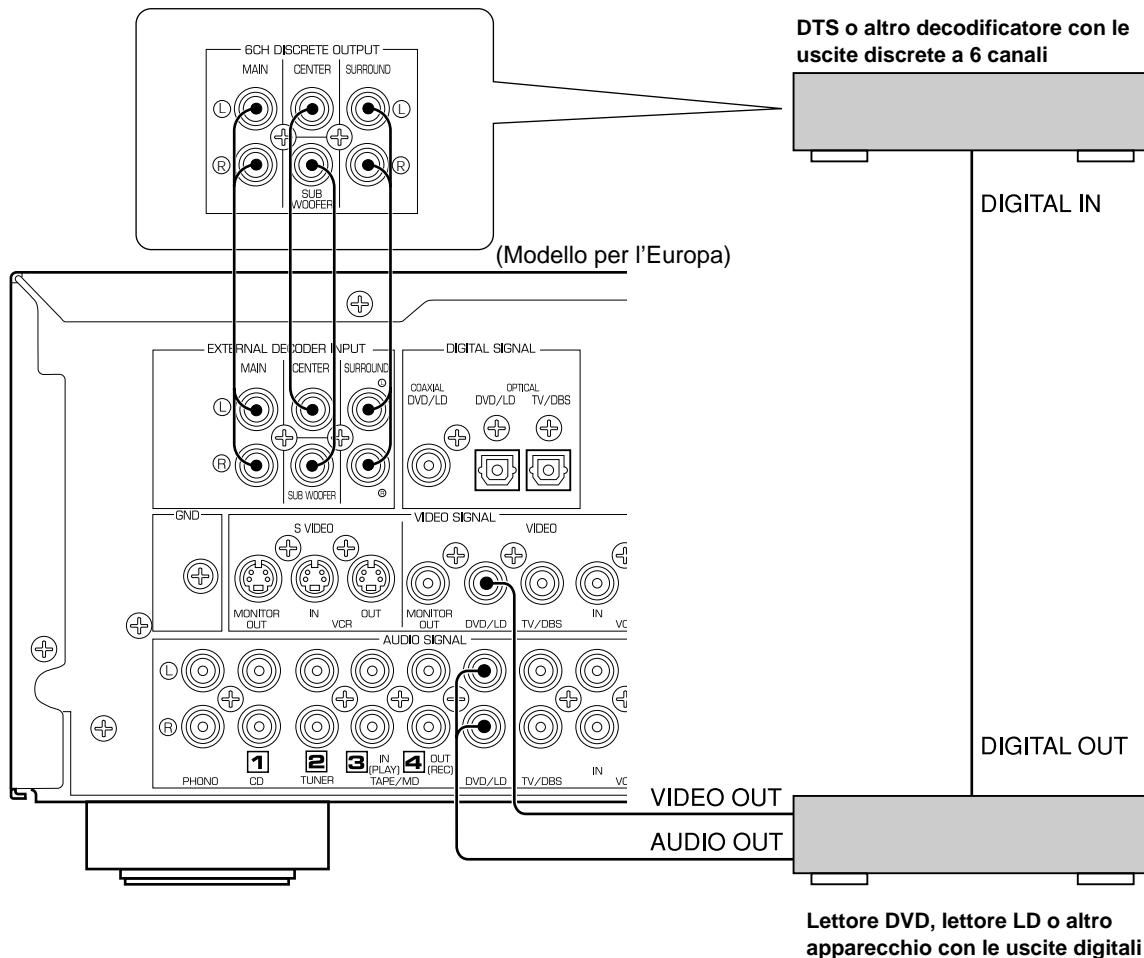 DTS o altro decodificatore con le
uscite discrete a 6 canali
6CH DISCRETE OUTPUT
MAIN CENTER SURROUND
L L
R R
SUB
WOOFER
DIGITAL IN
(Modello per l'Europa)
EXTERNAL DECODER INPUT
MAIN CENTER SURROUND
L
L
R
SUB WOOFER
R
DIGITAL SIGNAL
COAXIAL
DVD/LD
OPTICAL
DVD/LD TV/DBS
GND
VIDEO SIGNAL
S VIDEO
VIDEO
MONITOR
OUT
IN OUT
VCR
MONITOR
OUT
DVD/LD TV/DBS
IN
VC
AUDIO SIGNAL
L
R
1 2 3 4
PHONO CD TUNER
IN
(PLAY)
OUT
(REC)
TAPE/MD
DVD/LD TV/DBS
IN
VC
DIGITAL OUT
VIDEO OUT
AUDIO OUT
Lettore DVD, lettore LD o altro
apparecchio con le uscite digitali